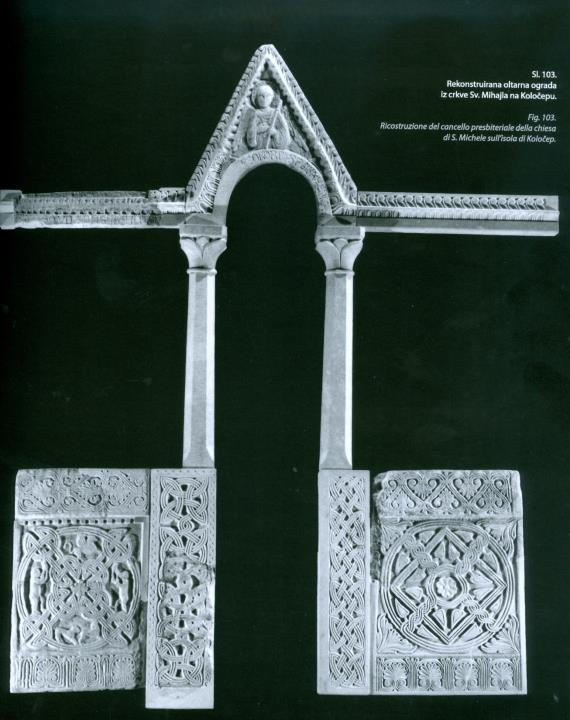 Sl. 103.
Rekonstruirana oltarna ograda
iz crkve Sv. Mihajla na Koločepu.
Fig. 103.
Ricostruzione del cancello presbiteriale della chiesa
di S. Michele sull'isola di Koločep.